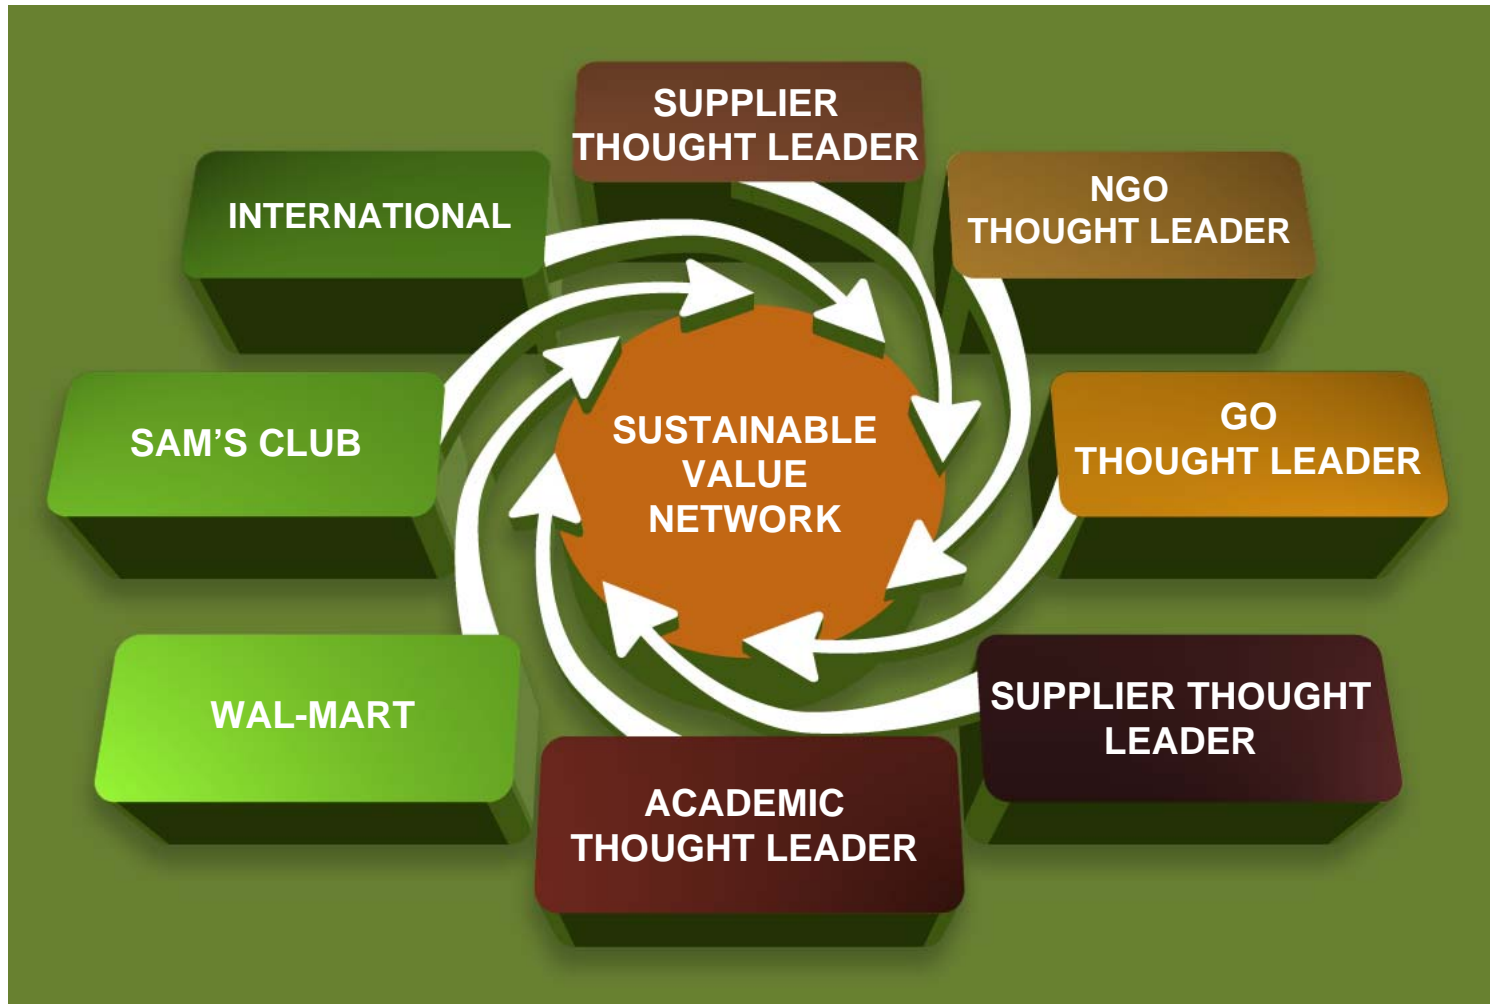 SUPPLIER
THOUGHT LEADER
NGO
THOUGHT LEADER
INTERNATIONAL
SAM’S CLUB
SUSTAINABLE
VALUE
NETWORK
GO
THOUGHT LEADER
WAL-MART
SUPPLIER THOUGHT
LEADER
ACADEMIC
THOUGHT LEADER